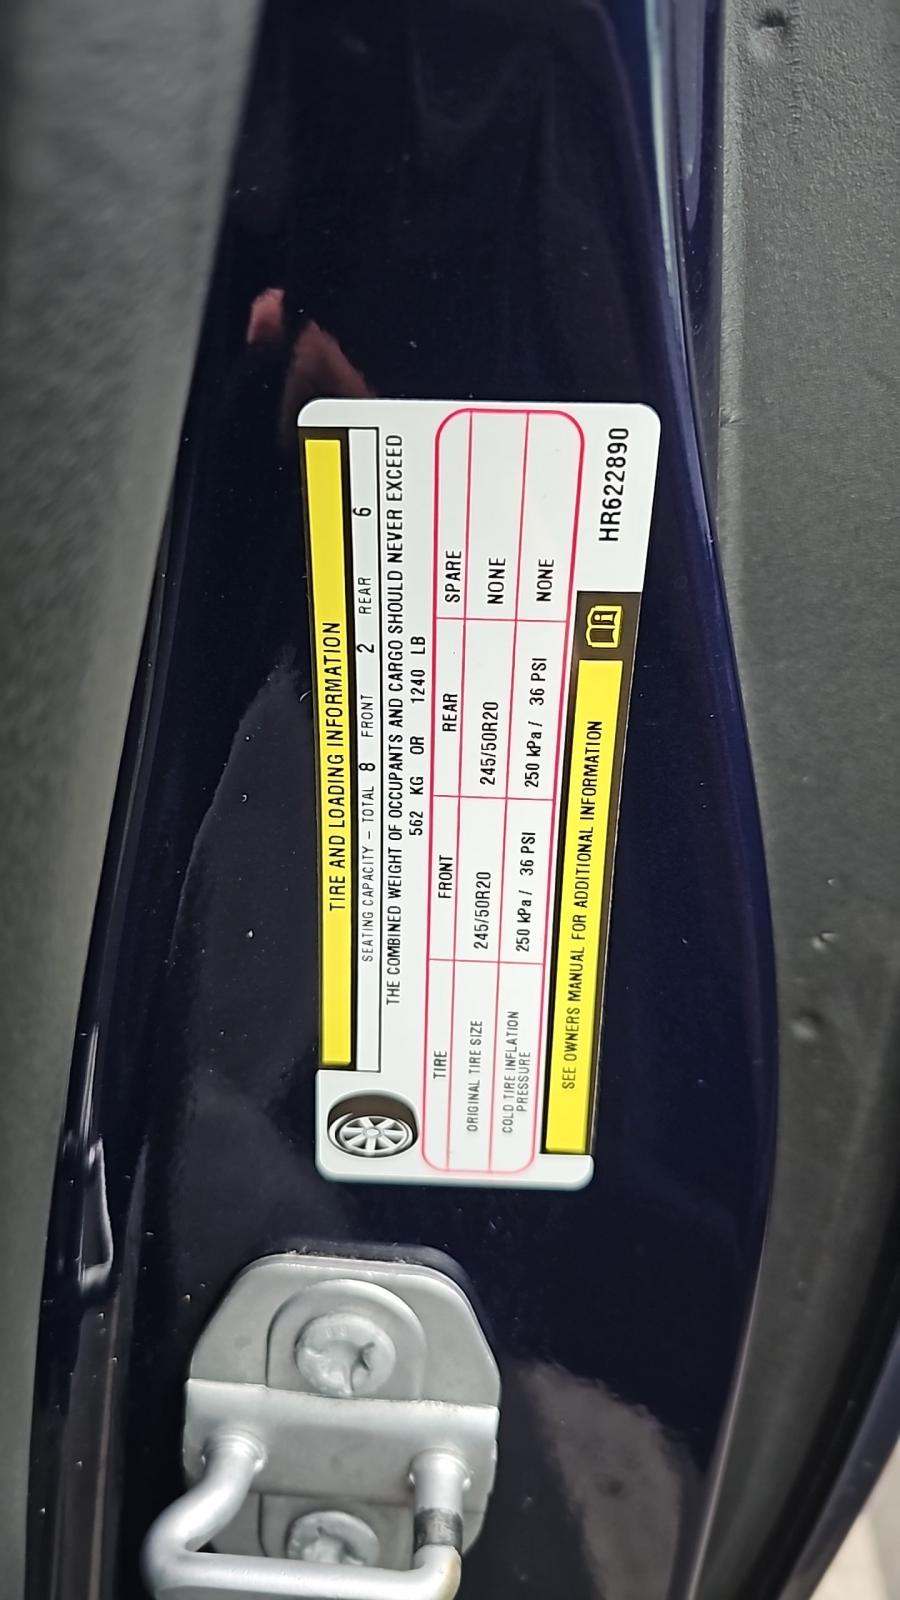 TIRE AND LOADING INFORMATION
SEATING CAPACITY – TOTAL 8 FRONT 2 REAR 6
THE COMBINED WEIGHT OF OCCUPANTS AND CARGO SHOULD NEVER EXCEED
562 KG OR 1240 LB
TIRE FRONT REAR SPARE
ORIGINAL TIRE SIZE 245/50R20 245/50R20 NONE
COLD TIRE INFLATION PRESSURE 250 kPa / 36 PSI 250 kPa / 36 PSI NONE
SEE OWNERS MANUAL FOR ADDITIONAL INFORMATION
HR622890